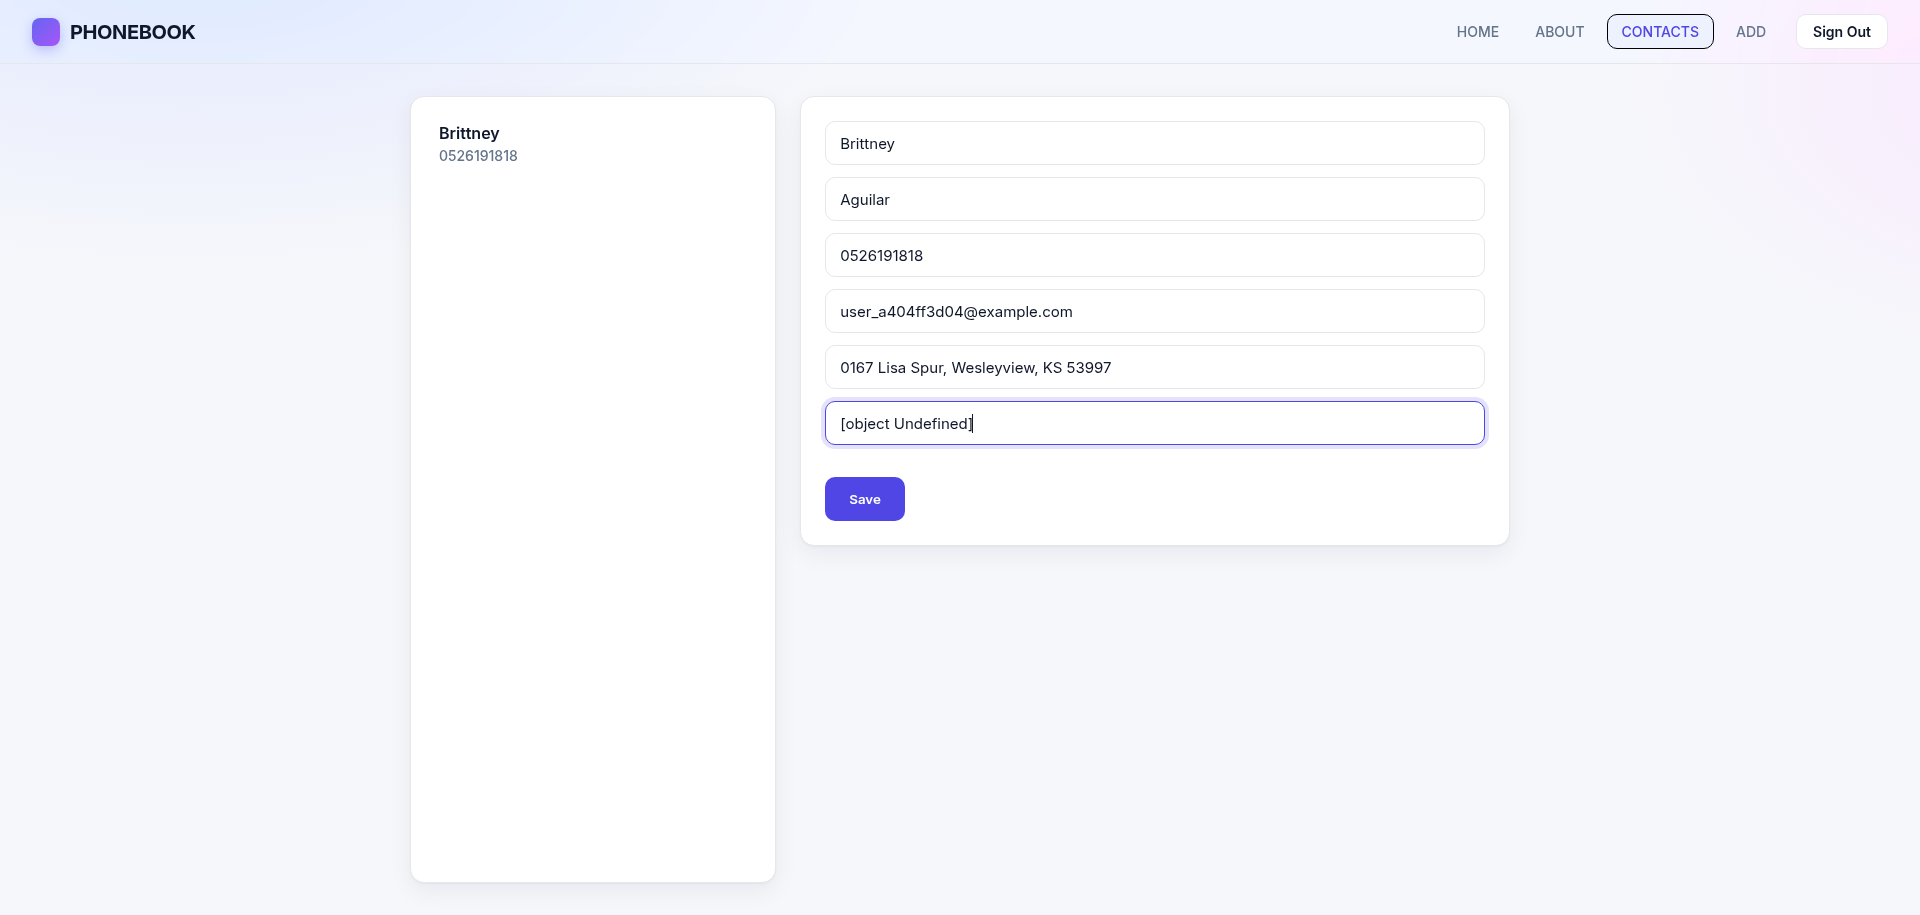 PHONEBOOK
HOME
ABOUT
CONTACTS
ADD
Sign Out
Brittney
0526191818
Brittney
Aguilar
0526191818
user_a404ff3d04@example.com
0167 Lisa Spur, Wesleyview, KS 53997
[object Undefined]
Save